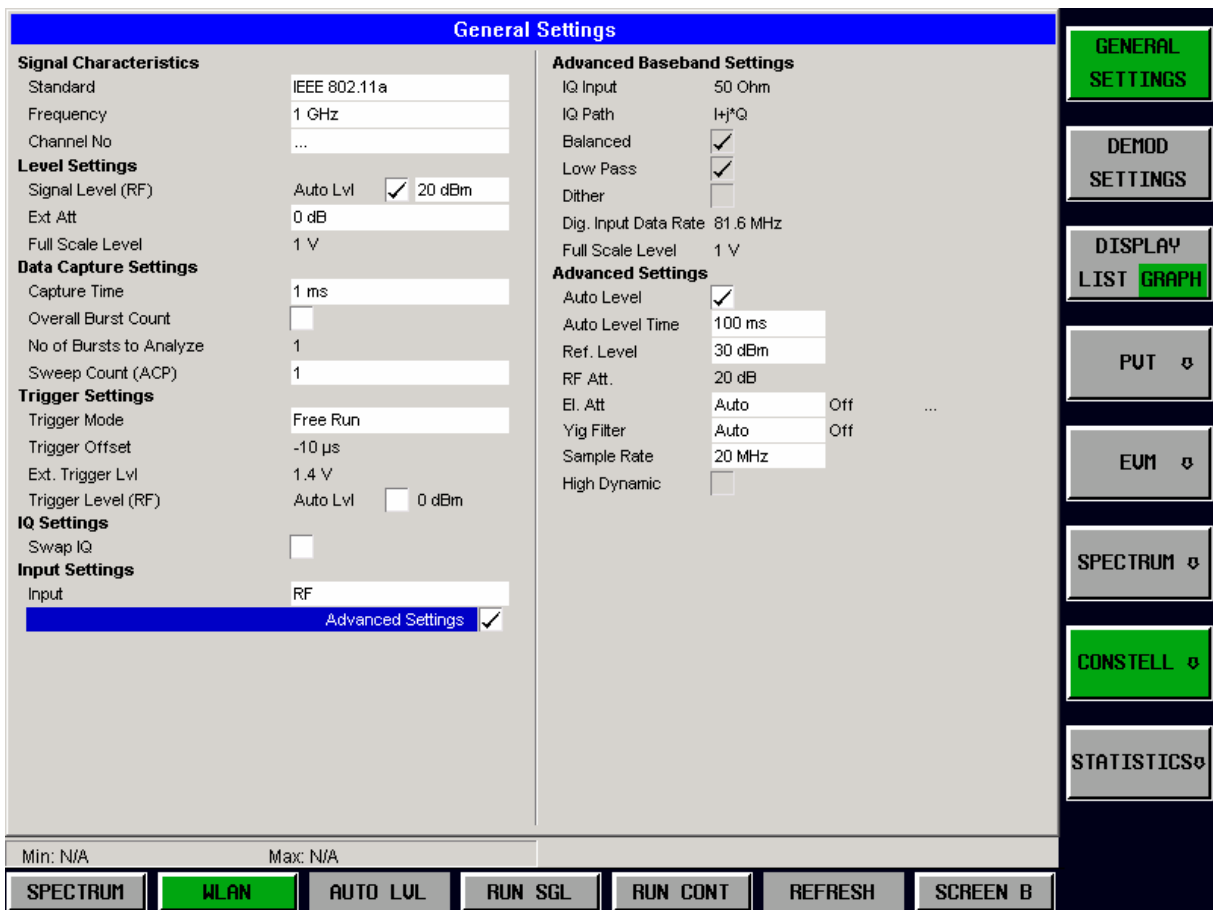 General Settings
Signal Characteristics
Standard IEEE 802.11a
Frequency 1 GHz
Channel No ...
Level Settings
Signal Level (RF) Auto Lvl 20 dBm
Ext Att 0 dB
Full Scale Level 1 V
Data Capture Settings
Capture Time 1 ms
Overall Burst Count
No of Bursts to Analyze 1
Sweep Count (ACP) 1
Trigger Settings
Trigger Mode Free Run
Trigger Offset -10 µs
Ext. Trigger Lvl 1.4 V
Trigger Level (RF) Auto Lvl 0 dBm
IQ Settings
Swap IQ
Input Settings
Input RF
Advanced Settings
Advanced Baseband Settings
IQ Input 50 Ohm
IQ Path I+j*Q
Balanced
Low Pass
Dither
Dig. Input Data Rate 81.6 MHz
Full Scale Level 1 V
Advanced Settings
Auto Level
Auto Level Time 100 ms
Ref. Level 30 dBm
RF Att. 20 dB
El. Att Auto Off ...
Yig Filter Auto Off
Sample Rate 20 MHz
High Dynamic
GENERAL
SETTINGS
DEMOD
SETTINGS
DISPLAY
LIST GRAPH
PVT
EVM
SPECTRUM
CONSTELL
STATISTICS
Min: N/A Max: N/A
SPECTRUM WLAN AUTO LVL RUN SGL RUN CONT REFRESH SCREEN B